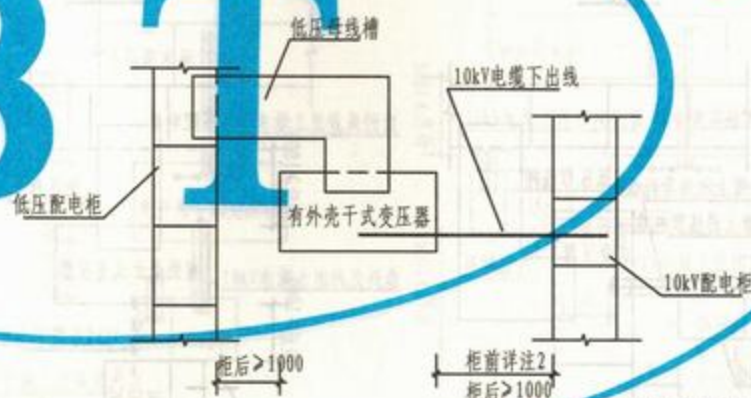 BT
低压母线槽
10kV电缆下出线
低压配电柜
有外壳干式变压器
10kV配电柜
柜后≥1000
柜前详注2
柜后≥1000